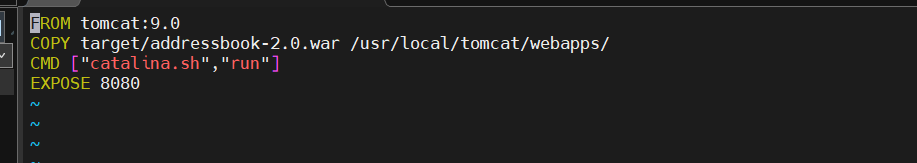 FROM tomcat:9.0
COPY target/addressbook-2.0.war /usr/local/tomcat/webapps/
CMD ["catalina.sh","run"]
EXPOSE 8080
~
~
~
~